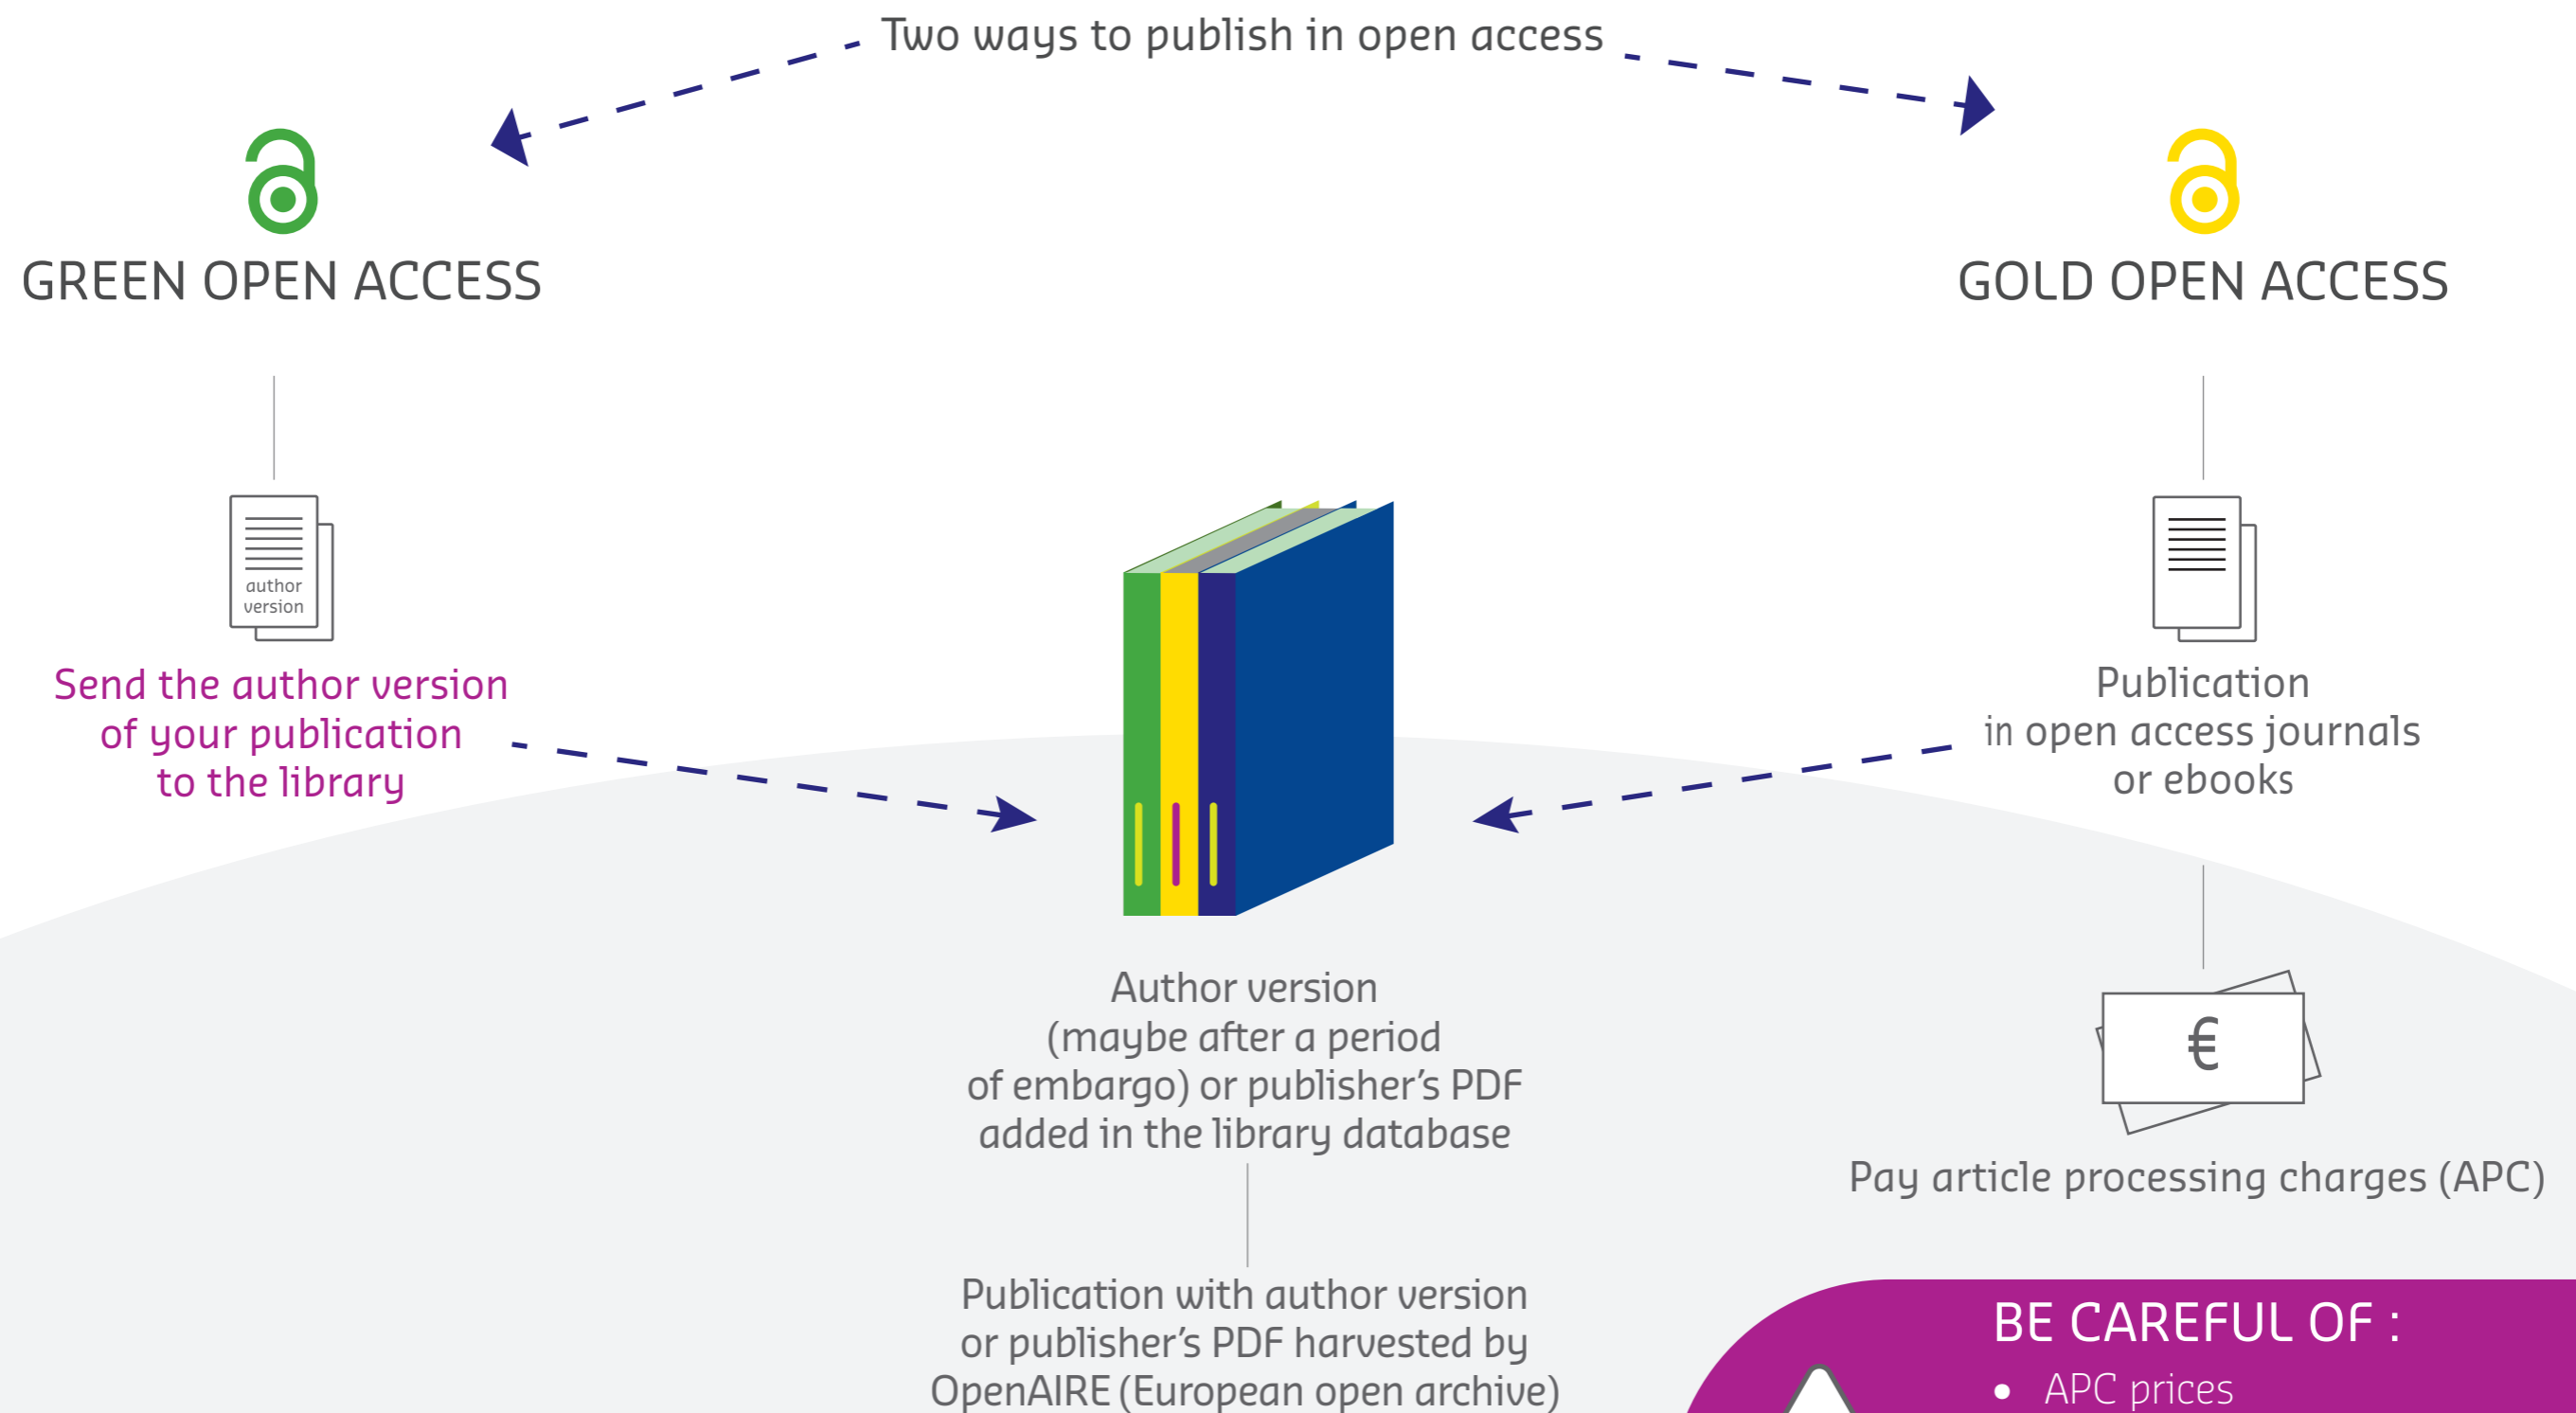 Two ways to publish in open access
GREEN OPEN ACCESS
GOLD OPEN ACCESS
author
version
Send the author version
of your publication
to the library
Publication
in open access journals
or ebooks
Author version
(maybe after a period
of embargo) or publisher’s PDF
added in the library database
€
Pay article processing charges (APC)
Publication with author version
or publisher’s PDF harvested by
OpenAIRE (European open archive)
BE CAREFUL OF :
• APC prices